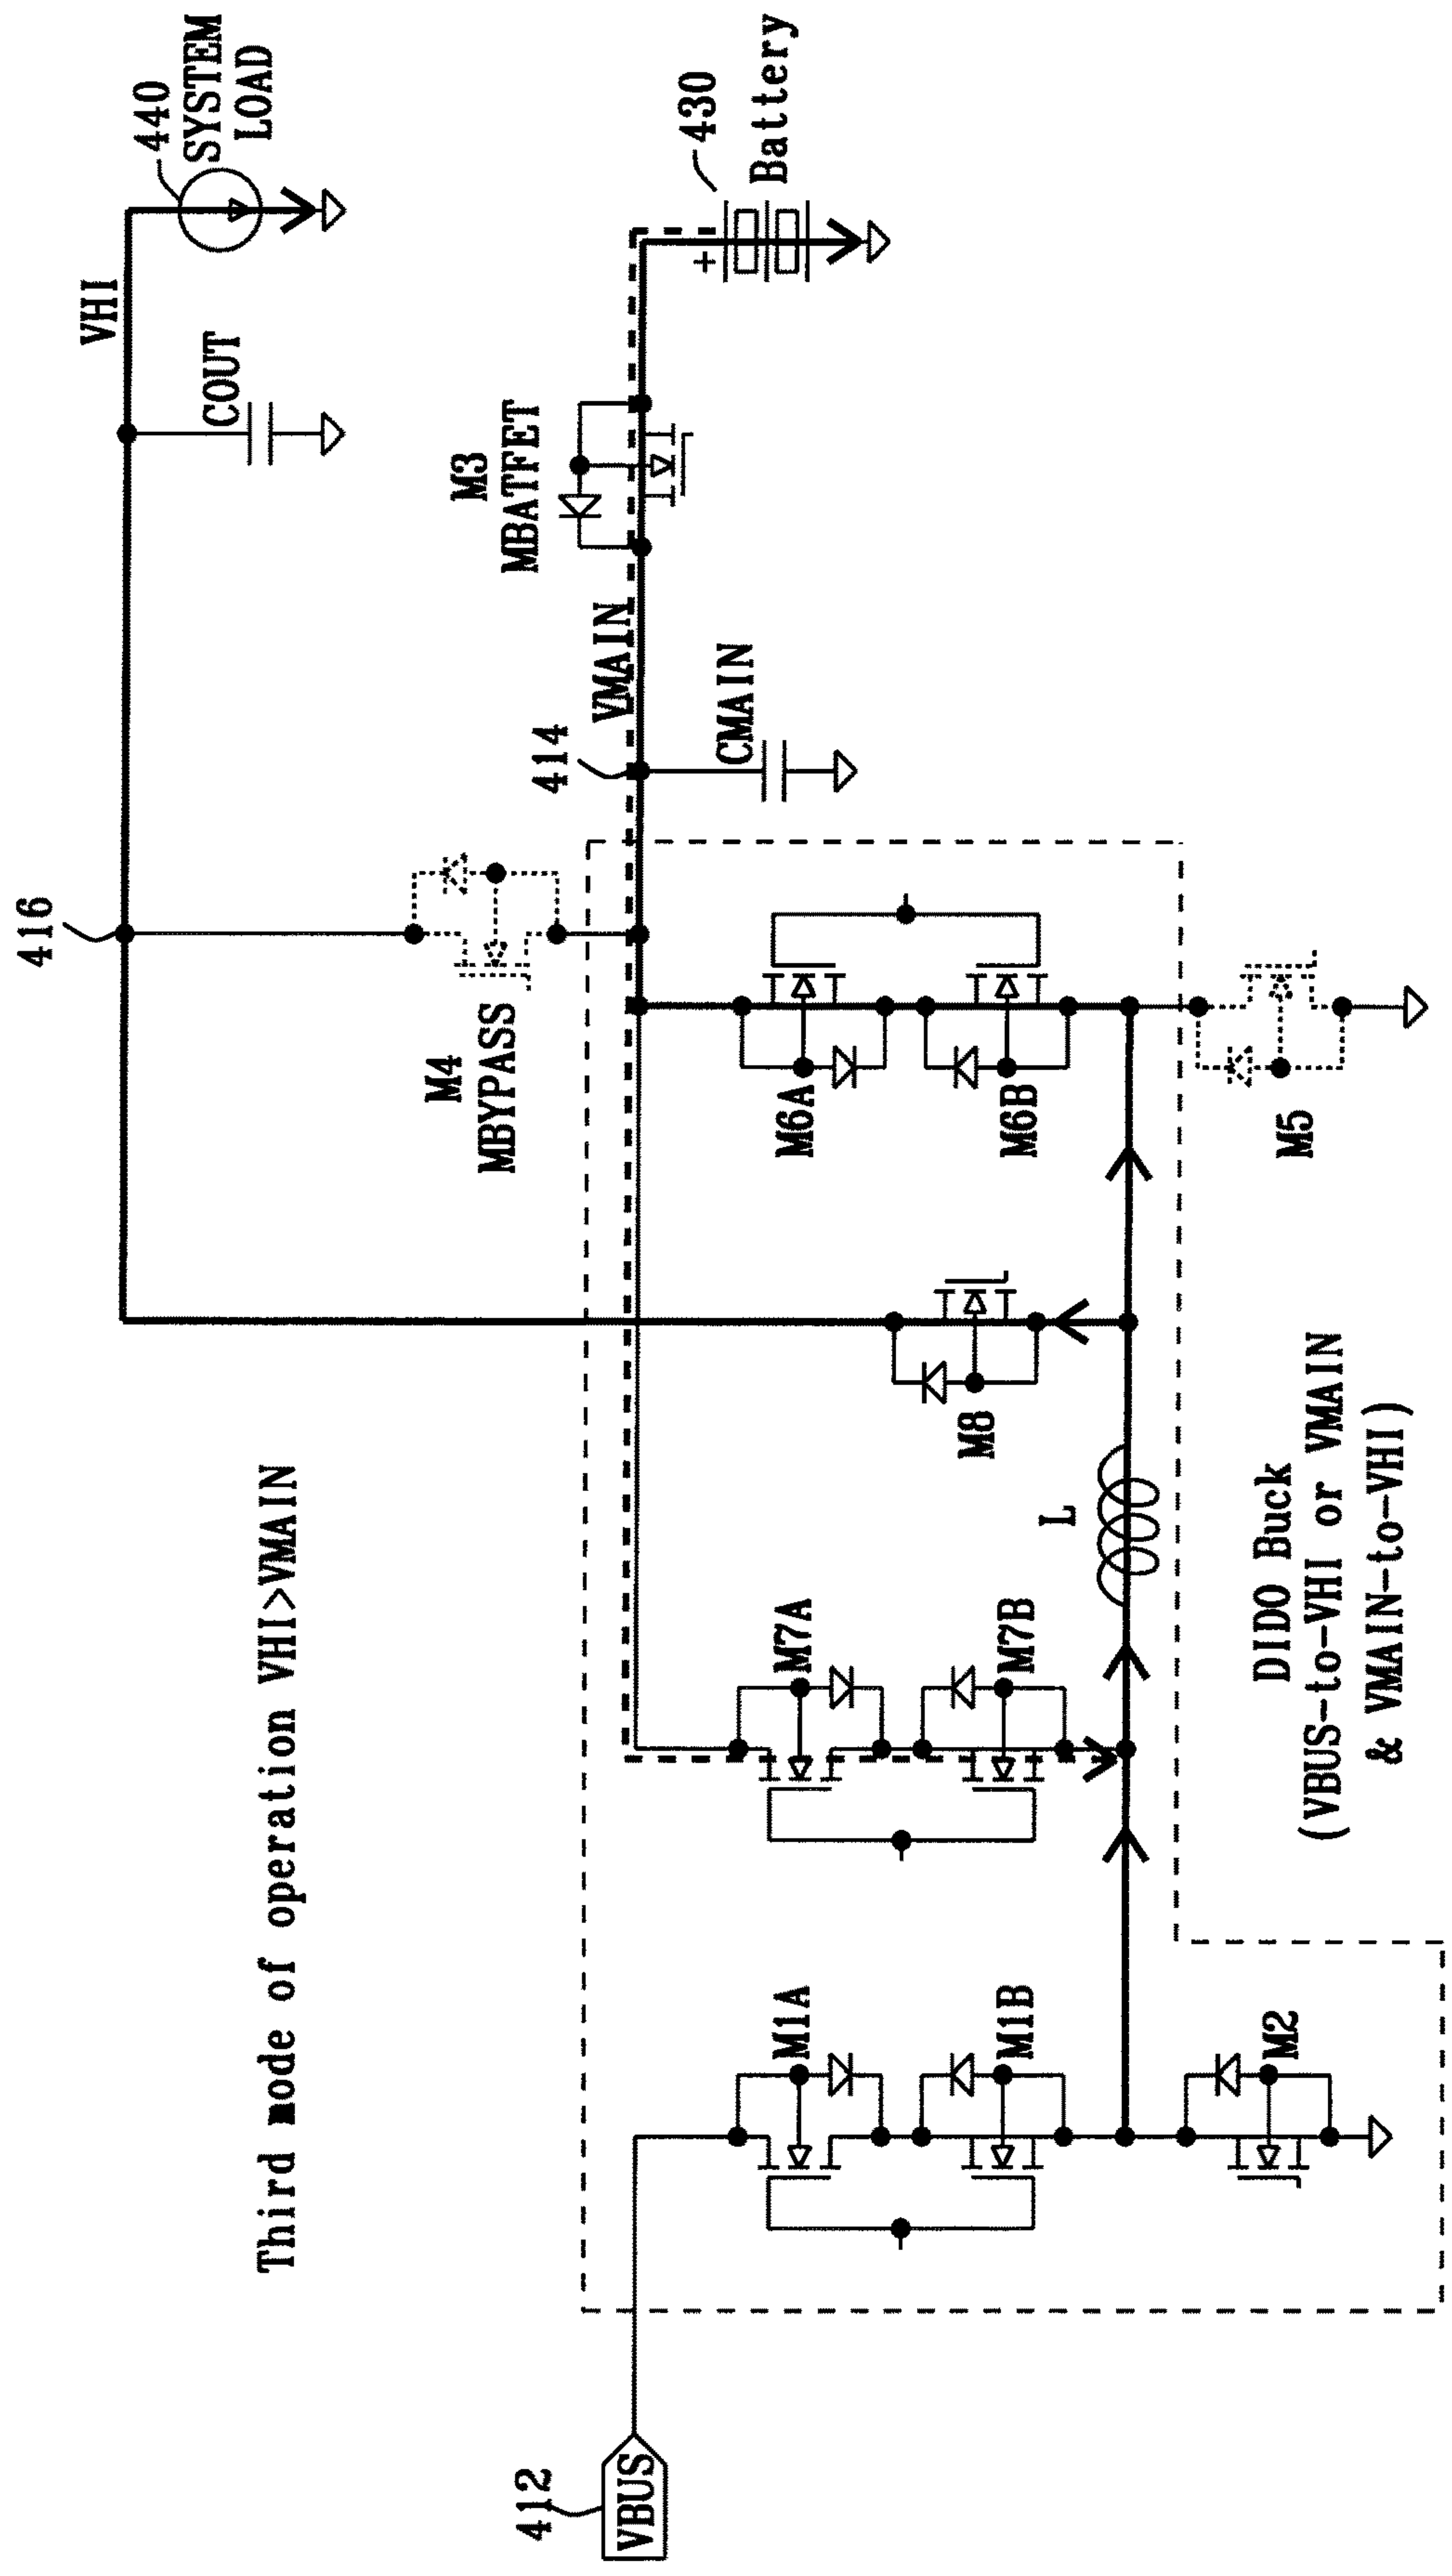 Third mode of operation VHI>VMAIN
416
VHI
440
SYSTEM
LOAD
COUT
M4
MBYPASS
M3
MBATFET
414
VMAIN
CMAIN
430
+
Battery
412
VBUS
M1A
M1B
M2
M7A
M7B
L
M8
M6A
M6B
M5
DIDO Buck
(VBUS-to-VHI or VMAIN
& VMAIN-to-VHI)